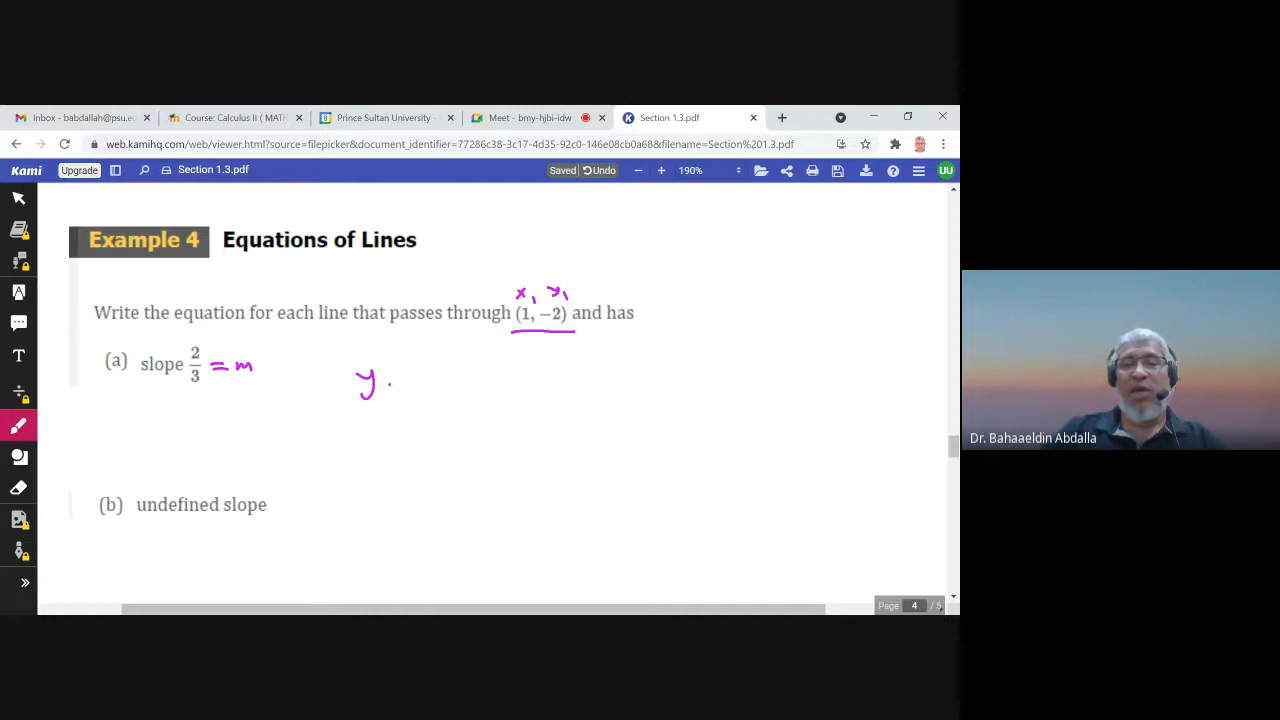 Inbox - babdallah@psu.e
Course: Calculus II ( MAT
Prince Sultan University -
Meet - bmy-hjbi-idw
Section 1.3.pdf
web.kamihq.com/web/viewer.html?source=filepicker&document_identifier=77286c38-3c17-4d35-92c0-146e08cb0a68&filename=Section%201.3.pdf
Kami Upgrade Section 1.3.pdf Saved Undo 190% UU
Example 4 Equations of Lines
x₁ y₁
Write the equation for each line that passes through (1, −2) and has
(a) slope 2/3 = m
y
(b) undefined slope
Page 4 / 5
Dr. Bahaaeldin Abdalla